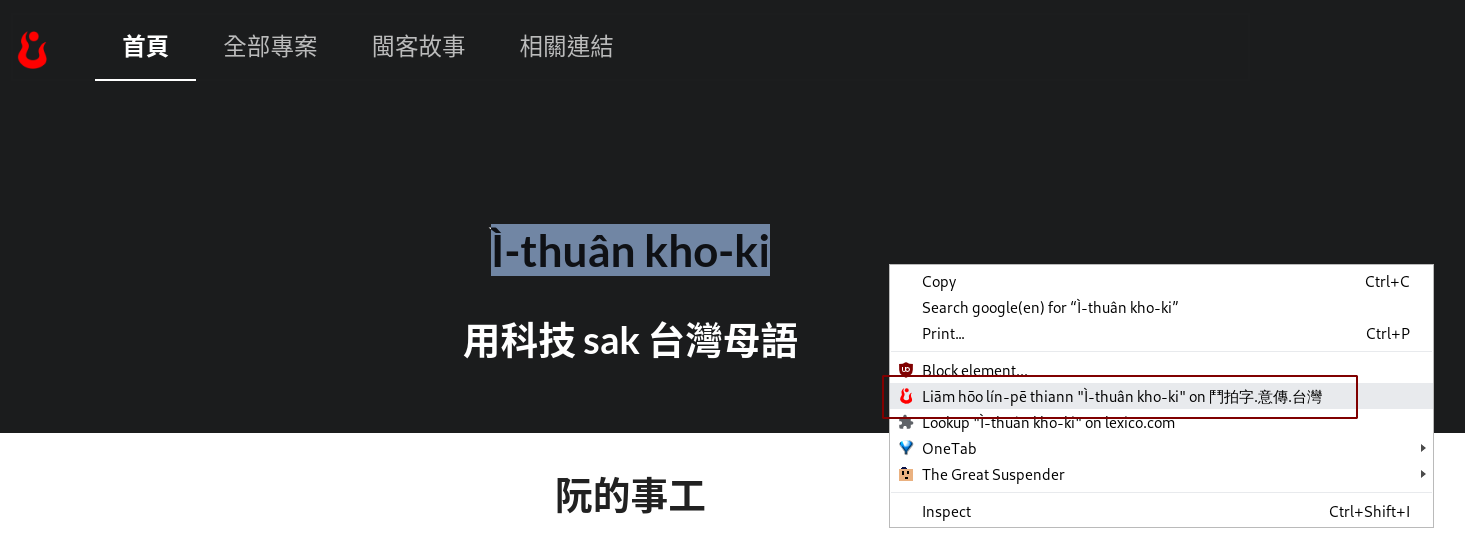 首頁 全部專案 閩客故事 相關連結
Ì-thuân kho-ki
用科技 sak 台灣母語
阮的事工
Copy Ctrl+C
Search google(en) for “Ì-thuân kho-ki”
Print... Ctrl+P
Block element...
Liām hōo lín-pē thiann "Ì-thuân kho-ki" on 鬥拍字.意傳.台灣
Lookup "Ì-thuân kho-ki" on lexico.com
OneTab
The Great Suspender
Inspect Ctrl+Shift+I